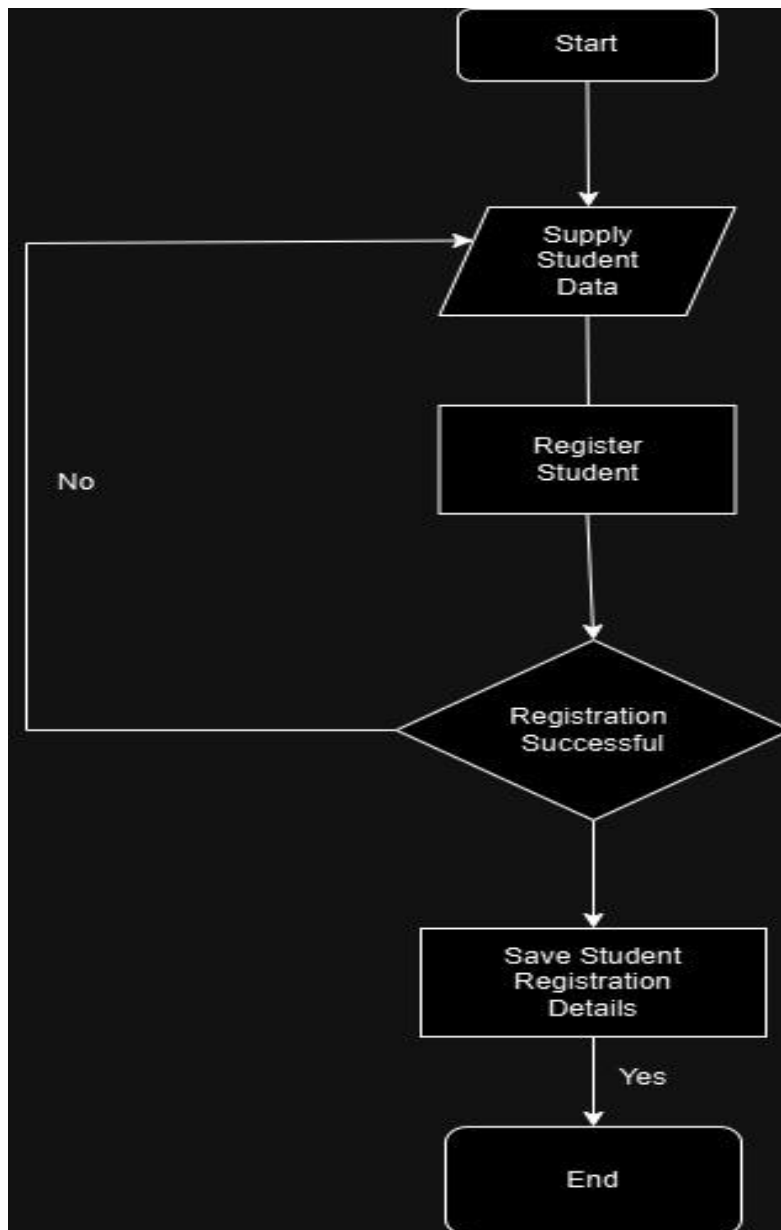 Start
Supply
Student
Data
Register
Student
No
Registration
Successful
Save Student
Registration
Details
Yes
End